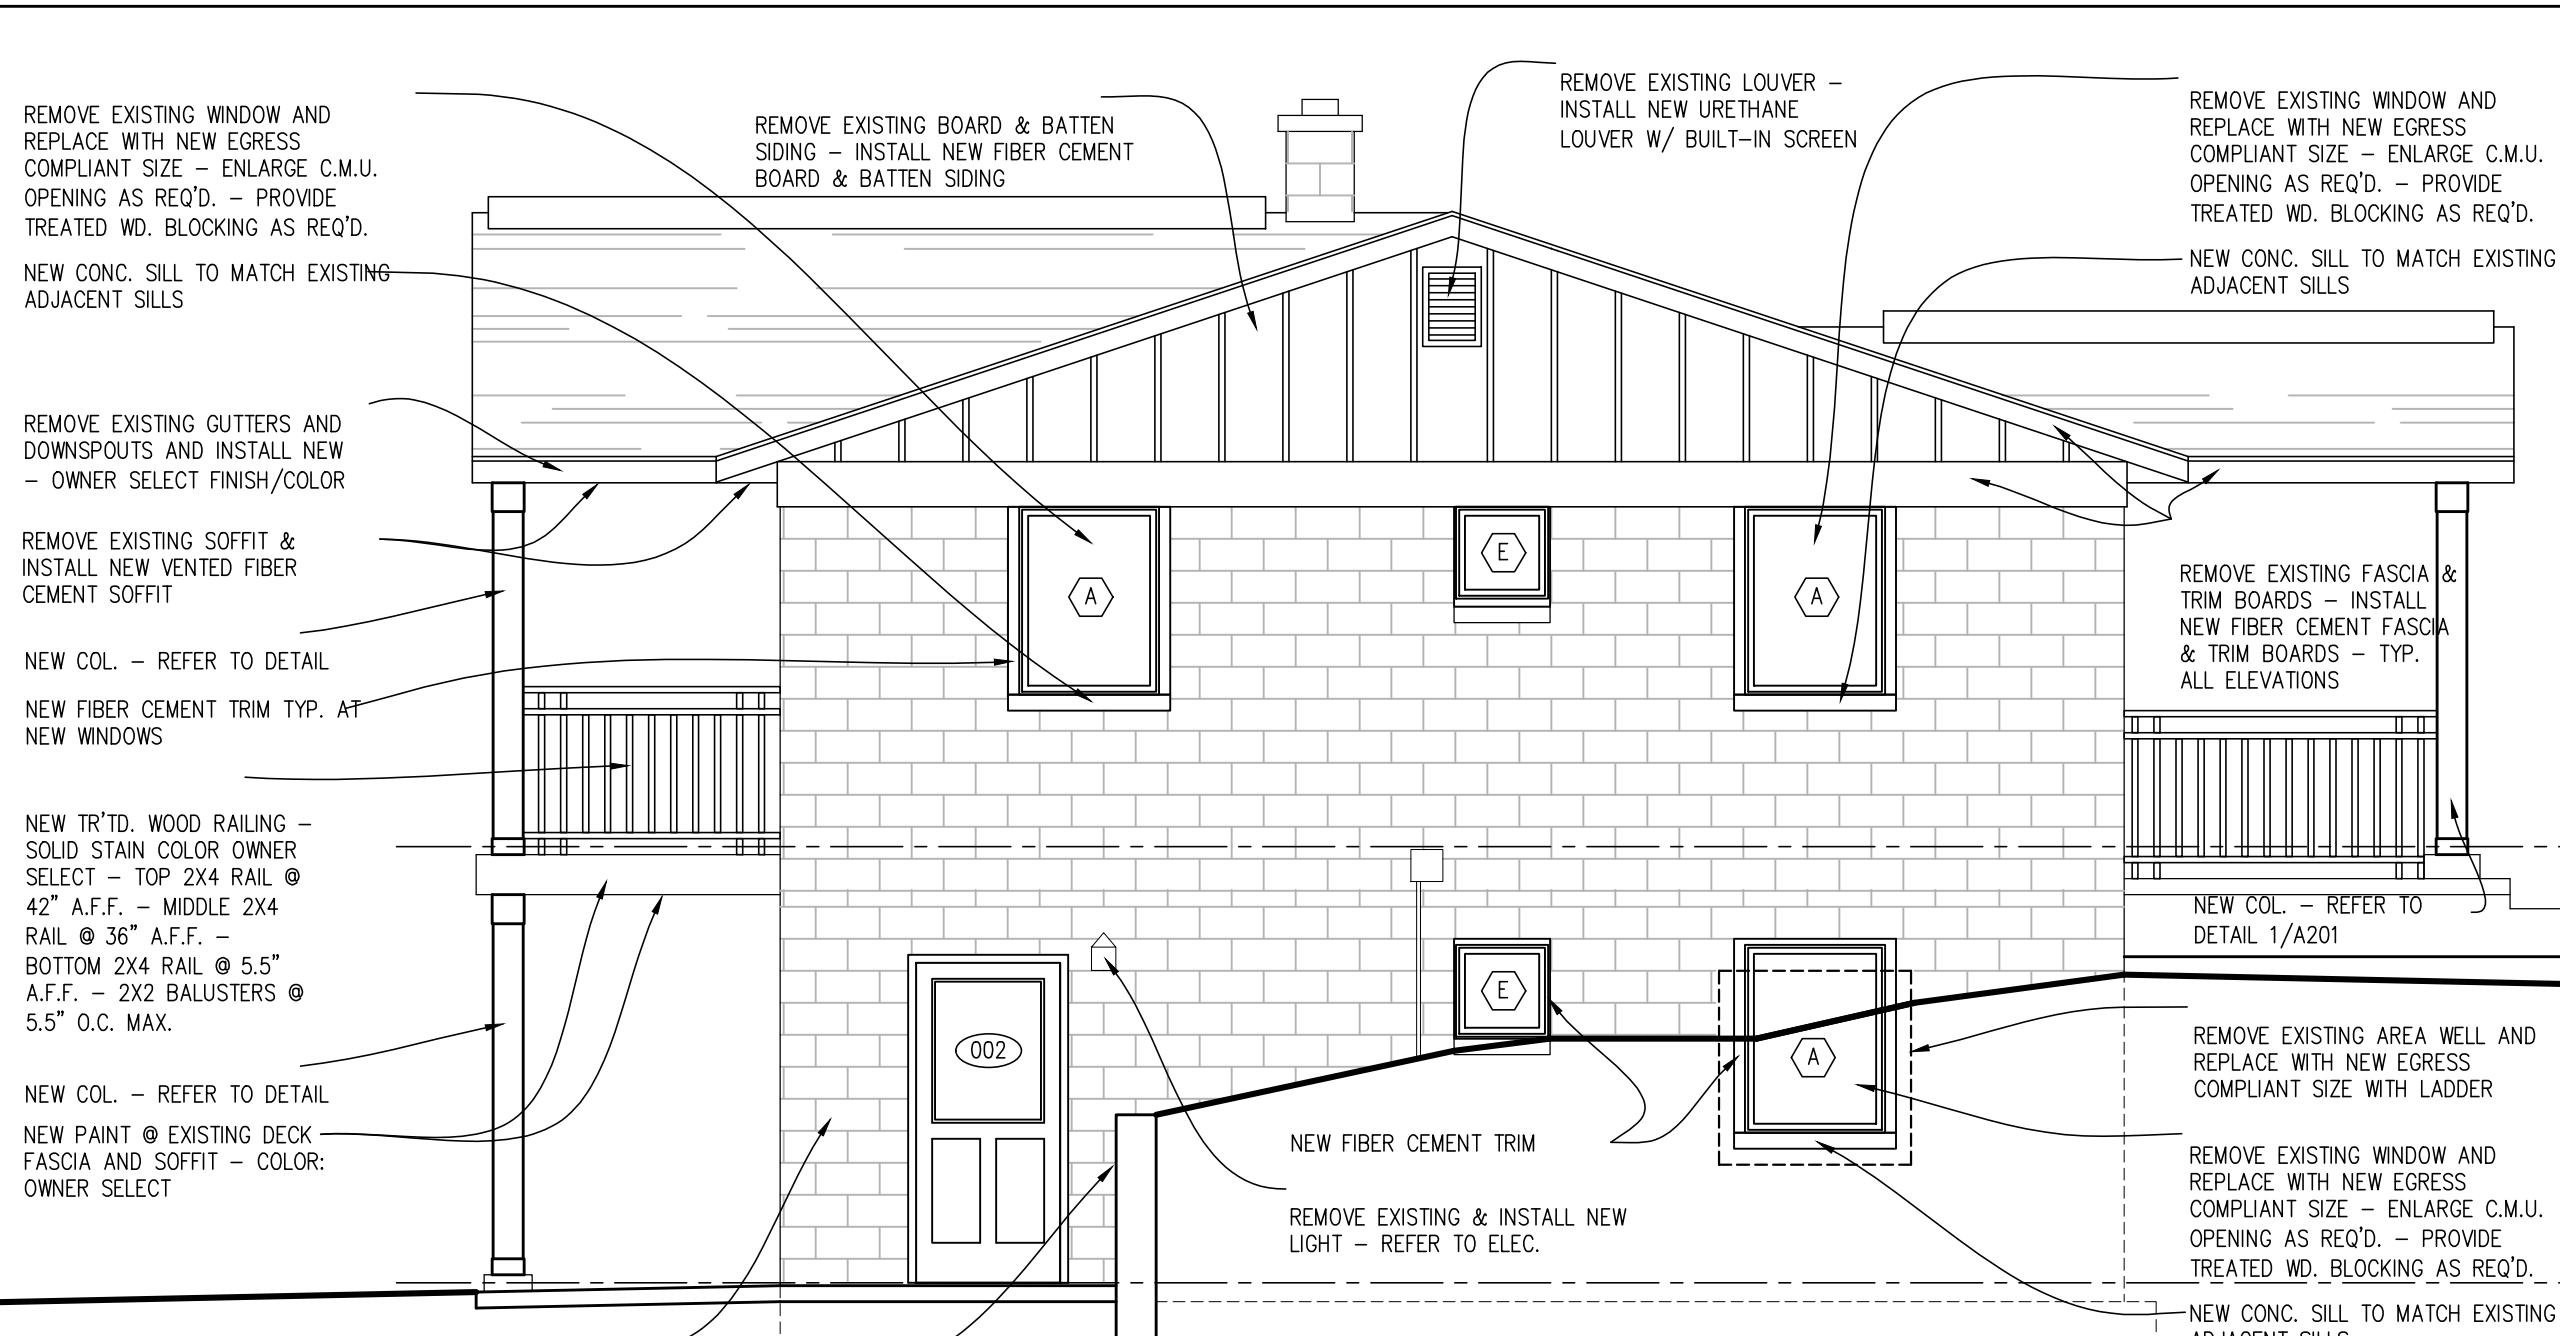 REMOVE EXISTING WINDOW AND
REPLACE WITH NEW EGRESS
COMPLIANT SIZE – ENLARGE C.M.U.
OPENING AS REQ'D. – PROVIDE
TREATED WD. BLOCKING AS REQ'D.
NEW CONC. SILL TO MATCH EXISTING
ADJACENT SILLS
REMOVE EXISTING GUTTERS AND
DOWNSPOUTS AND INSTALL NEW
– OWNER SELECT FINISH/COLOR
REMOVE EXISTING SOFFIT &
INSTALL NEW VENTED FIBER
CEMENT SOFFIT
NEW COL. – REFER TO DETAIL
NEW FIBER CEMENT TRIM TYP. AT
NEW WINDOWS
NEW TR'TD. WOOD RAILING –
SOLID STAIN COLOR OWNER
SELECT – TOP 2X4 RAIL @
42" A.F.F. – MIDDLE 2X4
RAIL @ 36" A.F.F. –
BOTTOM 2X4 RAIL @ 5.5"
A.F.F. – 2X2 BALUSTERS @
5.5" O.C. MAX.
NEW COL. – REFER TO DETAIL
NEW PAINT @ EXISTING DECK
FASCIA AND SOFFIT – COLOR:
OWNER SELECT
REMOVE EXISTING BOARD & BATTEN
SIDING – INSTALL NEW FIBER CEMENT
BOARD & BATTEN SIDING
REMOVE EXISTING LOUVER –
INSTALL NEW URETHANE
LOUVER W/ BUILT-IN SCREEN
A
E
A
002
E
A
NEW FIBER CEMENT TRIM
REMOVE EXISTING & INSTALL NEW
LIGHT – REFER TO ELEC.
REMOVE EXISTING WINDOW AND
REPLACE WITH NEW EGRESS
COMPLIANT SIZE – ENLARGE C.M.U.
OPENING AS REQ'D. – PROVIDE
TREATED WD. BLOCKING AS REQ'D.
NEW CONC. SILL TO MATCH EXISTING
ADJACENT SILLS
REMOVE EXISTING FASCIA &
TRIM BOARDS – INSTALL
NEW FIBER CEMENT FASCIA
& TRIM BOARDS – TYP.
ALL ELEVATIONS
NEW COL. – REFER TO
DETAIL 1/A201
REMOVE EXISTING AREA WELL AND
REPLACE WITH NEW EGRESS
COMPLIANT SIZE WITH LADDER
REMOVE EXISTING WINDOW AND
REPLACE WITH NEW EGRESS
COMPLIANT SIZE – ENLARGE C.M.U.
OPENING AS REQ'D. – PROVIDE
TREATED WD. BLOCKING AS REQ'D.
NEW CONC. SILL TO MATCH EXISTING